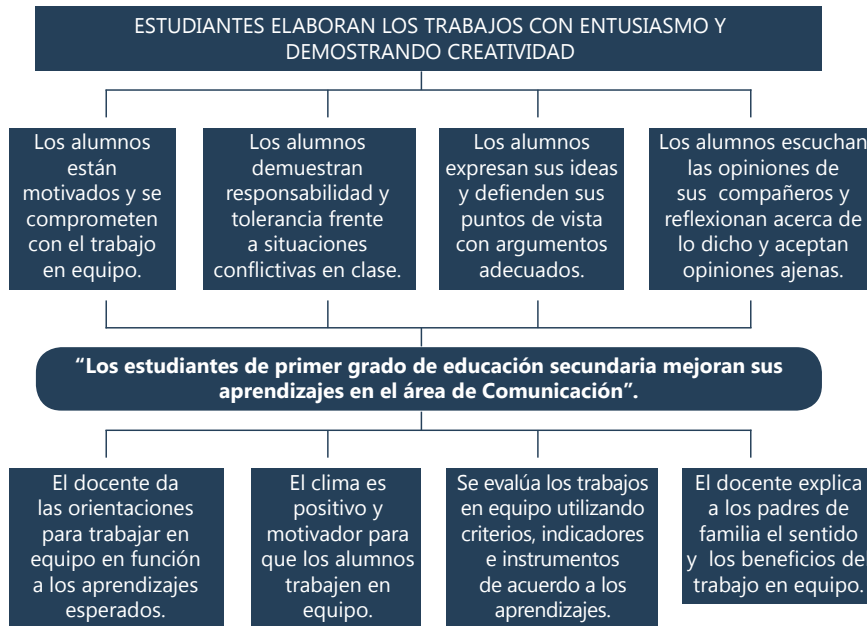 ESTUDIANTES ELABORAN LOS TRABAJOS CON ENTUSIASMO Y
DEMOSTRANDO CREATIVIDAD
Los alumnos
están
motivados y se
comprometen
con el trabajo
en equipo.
Los alumnos
demuestran
responsabilidad y
tolerancia frente
a situaciones
conflictivas en clase.
Los alumnos
expresan sus ideas
y defienden sus
puntos de vista
con argumentos
adecuados.
Los alumnos escuchan
las opiniones de
sus compañeros y
reflexionan acerca de
lo dicho y aceptan
opiniones ajenas.
“Los estudiantes de primer grado de educación secundaria mejoran sus
aprendizajes en el área de Comunicación”.
El docente da
las orientaciones
para trabajar en
equipo en función
a los aprendizajes
esperados.
El clima es
positivo y
motivador para
que los alumnos
trabajen en
equipo.
Se evalúa los trabajos
en equipo utilizando
criterios, indicadores
e instrumentos
de acuerdo a los
aprendizajes.
El docente explica
a los padres de
familia el sentido
y los beneficios del
trabajo en equipo.